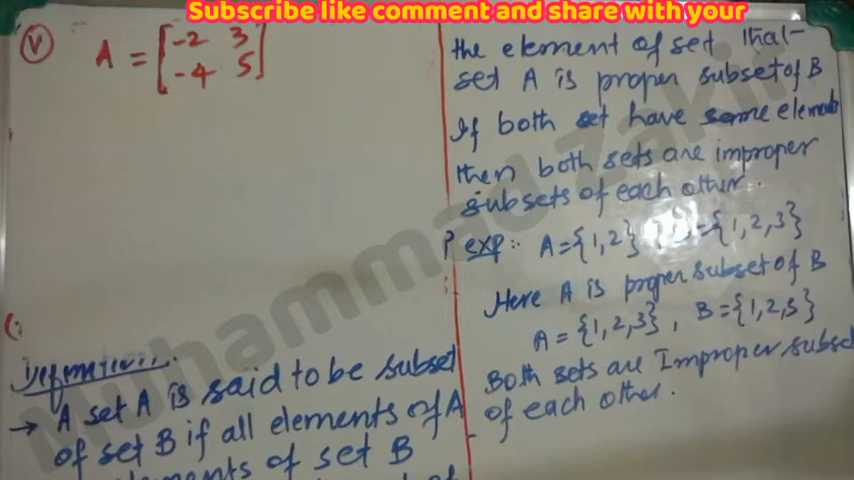 Subscribe like comment and share with your
V
A = [-2 3
-4 5]
Definition:
→ A set A is said to be subset
of set B if all elements of A
elements of set B
the element of set that
set A is proper subset of B
If both set have same elements
then both sets are improper
subsets of each other.
exp:- A={1,2}, B={1,2,3}
Here A is proper subset of B
A = {1,2,3}, B={1,2,3}
Both sets are Improper subset
of each other.
Muhammad Zakir